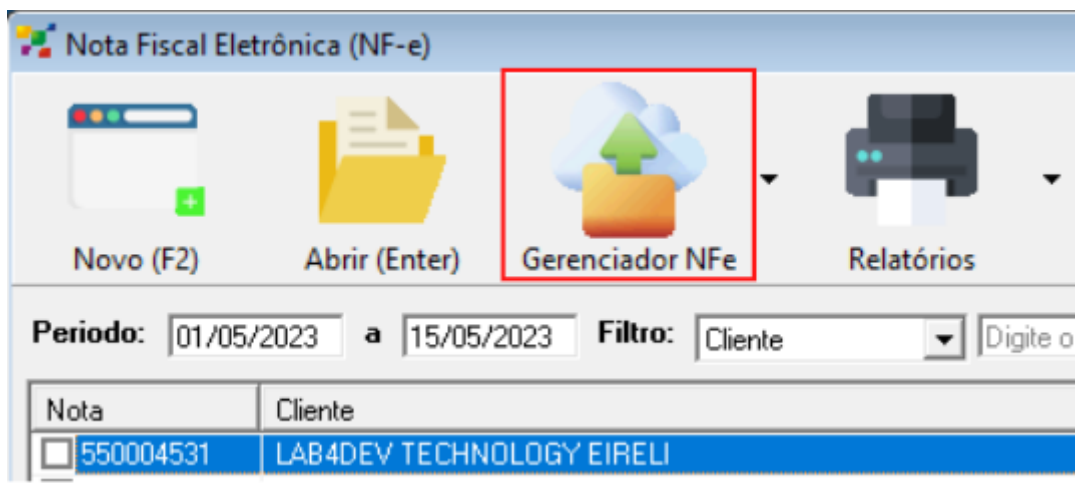 Nota Fiscal Eletrônica (NF-e)
Novo (F2) Abrir (Enter) Gerenciador NFe Relatórios
Periodo: 01/05/2023 a 15/05/2023 Filtro: Cliente Digite o
Nota Cliente
550004531 LAB4DEV TECHNOLOGY EIRELI